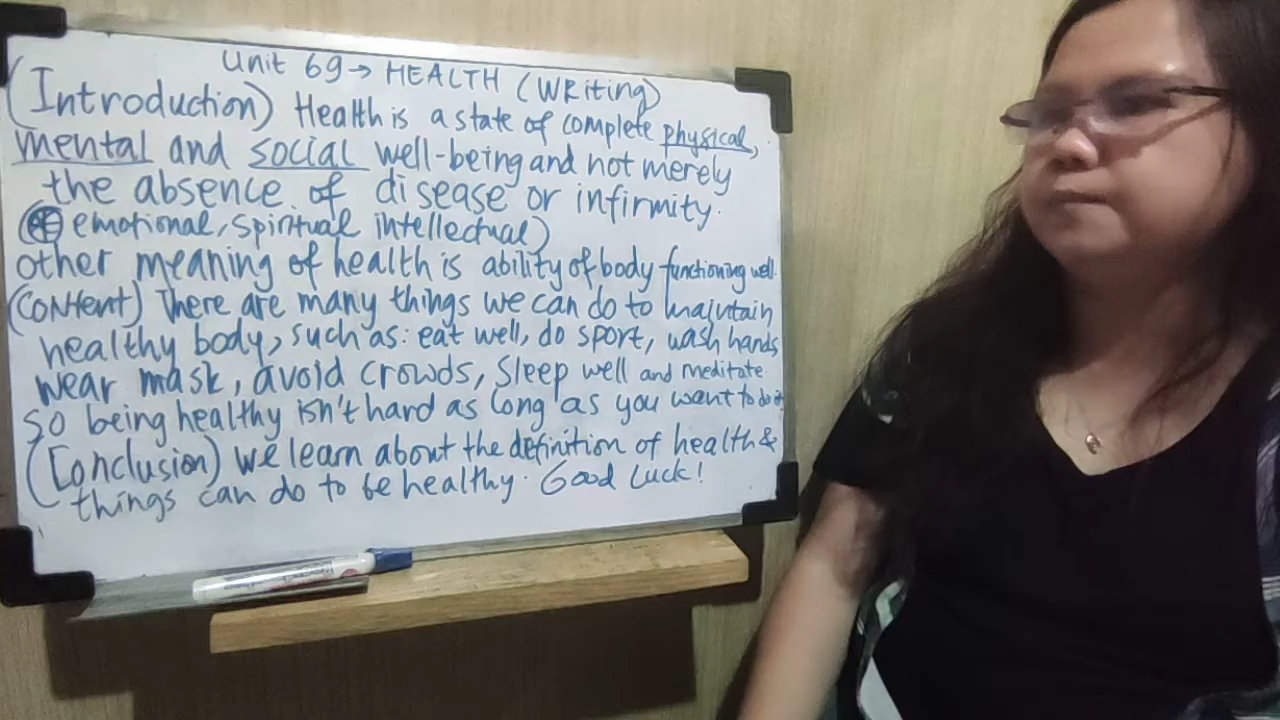 Unit 69 → HEALTH (WRiting)
(Introduction) Health is a state of complete physical,
mental and social well-being and not merely
the absence of disease or infirmity.
( emotional, spiritual intellectual)
other meaning of health is ability of body functioning well.
(CONtent) There are many things we can do to maintain
healthy body, such as: eat well, do sport, wash hands
wear mask, avoid crowds, sleep well and meditate
so being healthy isn't hard as long as you want to do it
(Conclusion) we learn about the definition of health &
things can do to be healthy. Good Luck!